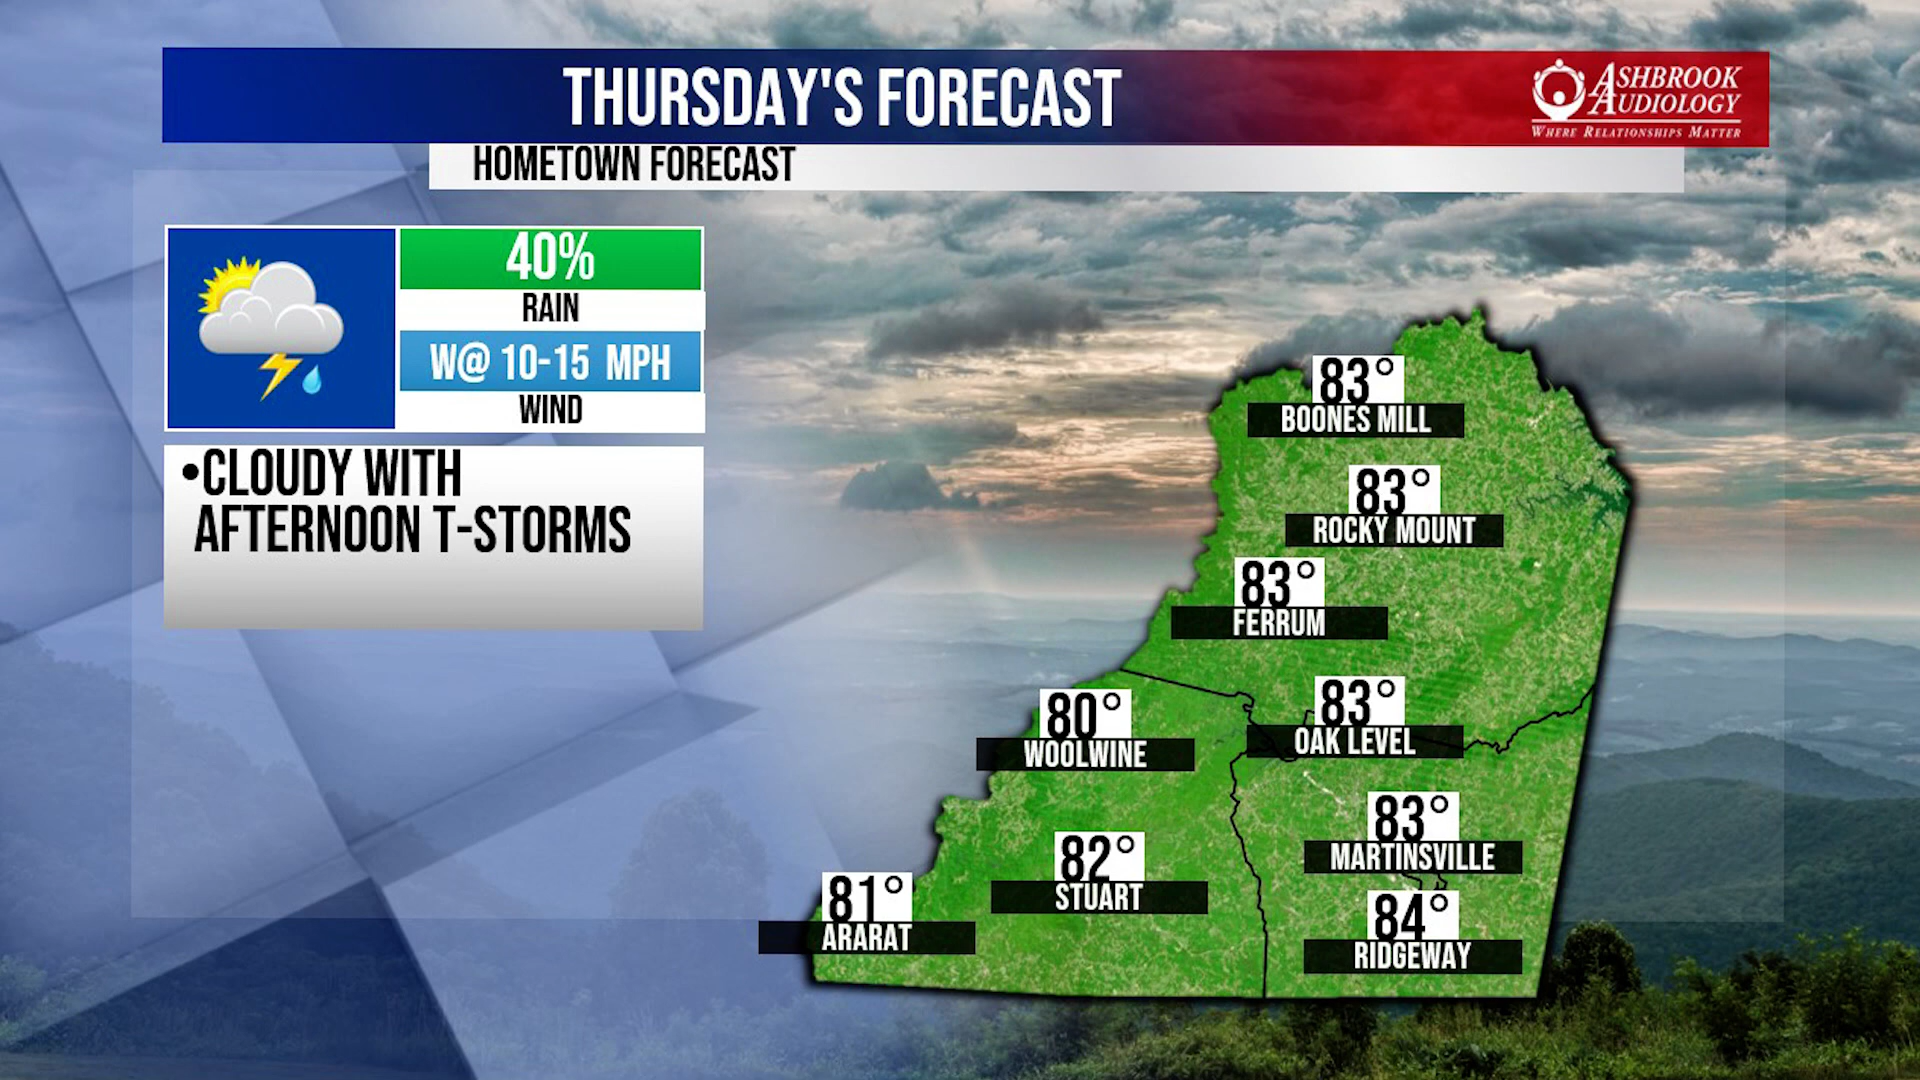 THURSDAY'S FORECAST
ASHBROOK
AUDIOLOGY
WHERE RELATIONSHIPS MATTER
HOMETOWN FORECAST
40%
RAIN
W@ 10-15 MPH
WIND
•CLOUDY WITH
AFTERNOON T-STORMS
83°
BOONES MILL
83°
ROCKY MOUNT
83°
FERRUM
83°
OAK LEVEL
80°
WOOLWINE
83°
MARTINSVILLE
82°
STUART
81°
ARARAT
84°
RIDGEWAY